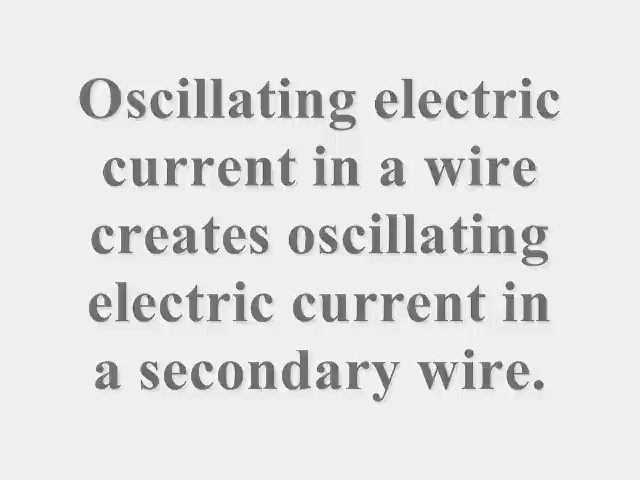 Oscillating electric
current in a wire
creates oscillating
electric current in
a secondary wire.